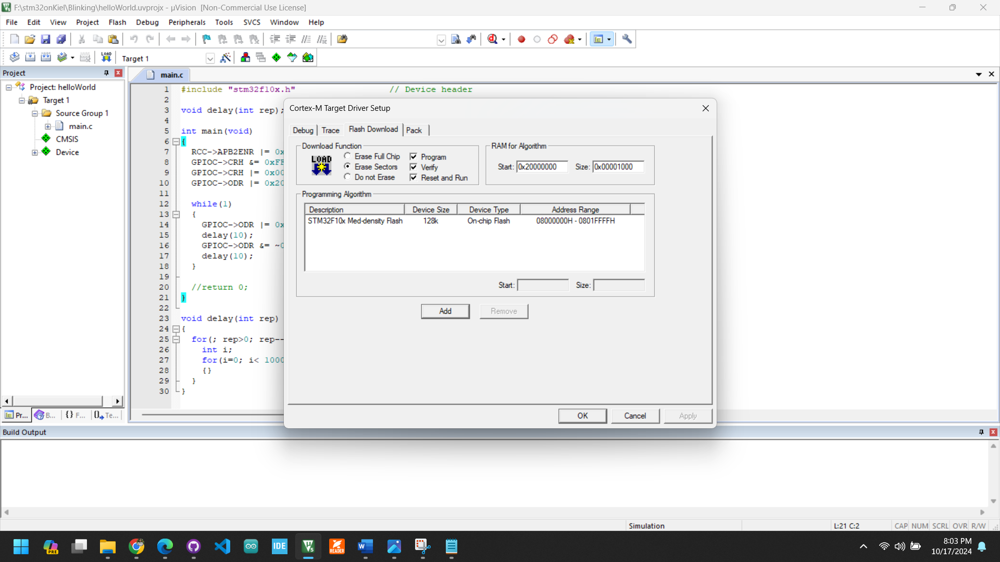 F:\stm32onKiel\Blinking\helloWorld.uvprojx - µVision [Non-Commercial Use License]
File Edit View Project Flash Debug Peripherals Tools SVCS Window Help
LOAD Target 1
Project
Project: helloWorld
Target 1
Source Group 1
main.c
CMSIS
Device
Pr... B... {} F... Te...
main.c
1 #include "stm32f10x.h" // Device header
2
3 void delay(int rep);
4
5 int main(void)
6 {
7 RCC->APB2ENR |= 0x
8 GPIOC->CRH &= 0xFF
9 GPIOC->CRH |= 0x00
10 GPIOC->ODR |= 0x20
11
12 while(1)
13 {
14 GPIOC->ODR |= 0x
15 delay(10);
16 GPIOC->ODR &= ~0
17 delay(10);
18 }
19
20 //return 0;
21 }
22
23 void delay(int rep)
24 {
25 for(; rep>0; rep--
26 int i;
27 for(i=0; i< 1000
28 {}
29 }
30 }
Cortex-M Target Driver Setup
Debug Trace Flash Download Pack
Download Function
LOAD
Erase Full Chip
Erase Sectors
Do not Erase
Program
Verify
Reset and Run
RAM for Algorithm
Start: 0x20000000 Size: 0x00001000
Programming Algorithm
Description Device Size Device Type Address Range
STM32F10x Med-density Flash 128k On-chip Flash 08000000H - 0801FFFFH
Start: Size:
Add Remove
OK Cancel Apply
Build Output
Simulation L:21 C:2 CAP NUM SCRL OVR R/W
PRE
IDE
V5
READER
W
8:03 PM
10/17/2024